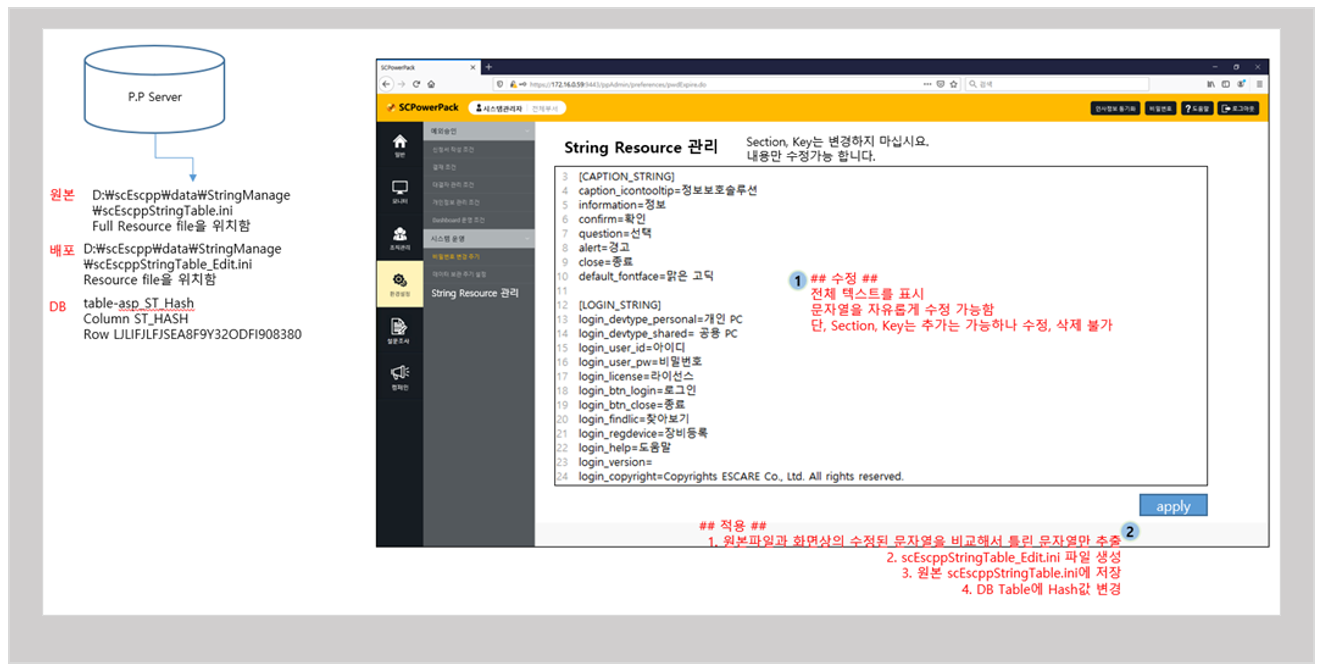 P.P Server
원본 D:₩scEscpp₩data₩StringManage
₩scEscppStringTable.ini
Full Resource file을 위치함
배포 D:₩scEscpp₩data₩StringManage
₩scEscppStringTable_Edit.ini
Resource file을 위치함
DB table-asp_ST_Hash
Column ST_HASH
Row LJLIFJLFJSEA8F9Y32ODFI908380
SCPowerPack
https://172.16.0.59:9443/ppAdmin/preferences/pwdExpire.do
검색
SCPowerPack
시스템관리자 전체부서
인사정보 동기화 비밀번호 ?도움말 로그아웃
일반
모니터
조직관리
환경설정
설문조사
캠페인
예외승인
신청서 작성 조건
결재 조건
대결자 관리 조건
개인정보 관리 조건
Dashboard 운영 조건
시스템 운영
비밀번호 변경 주기
데이터 보관 주기 설정
String Resource 관리
String Resource 관리
Section, Key는 변경하지 마십시요.
내용만 수정가능 합니다.
3 [CAPTION_STRING]
4 caption_icontooltip=정보보호솔루션
5 information=정보
6 confirm=확인
7 question=선택
8 alert=경고
9 close=종료
10 default_fontface=맑은 고딕
11
12 [LOGIN_STRING]
13 login_devtype_personal=개인 PC
14 login_devtype_shared= 공용 PC
15 login_user_id=아이디
16 login_user_pw=비밀번호
17 login_license=라이선스
18 login_btn_login=로그인
19 login_btn_close=종료
20 login_findlic=찾아보기
21 login_regdevice=장비등록
22 login_help=도움말
23 login_version=
24 login_copyright=Copyrights ESCARE Co., Ltd. All rights reserved.
1 ## 수정 ##
전체 텍스트를 표시
문자열을 자유롭게 수정 가능함
단, Section, Key는 추가는 가능하나 수정, 삭제 불가
apply
2
## 적용 ##
1. 원본파일과 화면상의 수정된 문자열을 비교해서 틀린 문자열만 추출
2. scEscppStringTable_Edit.ini 파일 생성
3. 원본 scEscppStringTable.ini에 저장
4. DB Table에 Hash값 변경